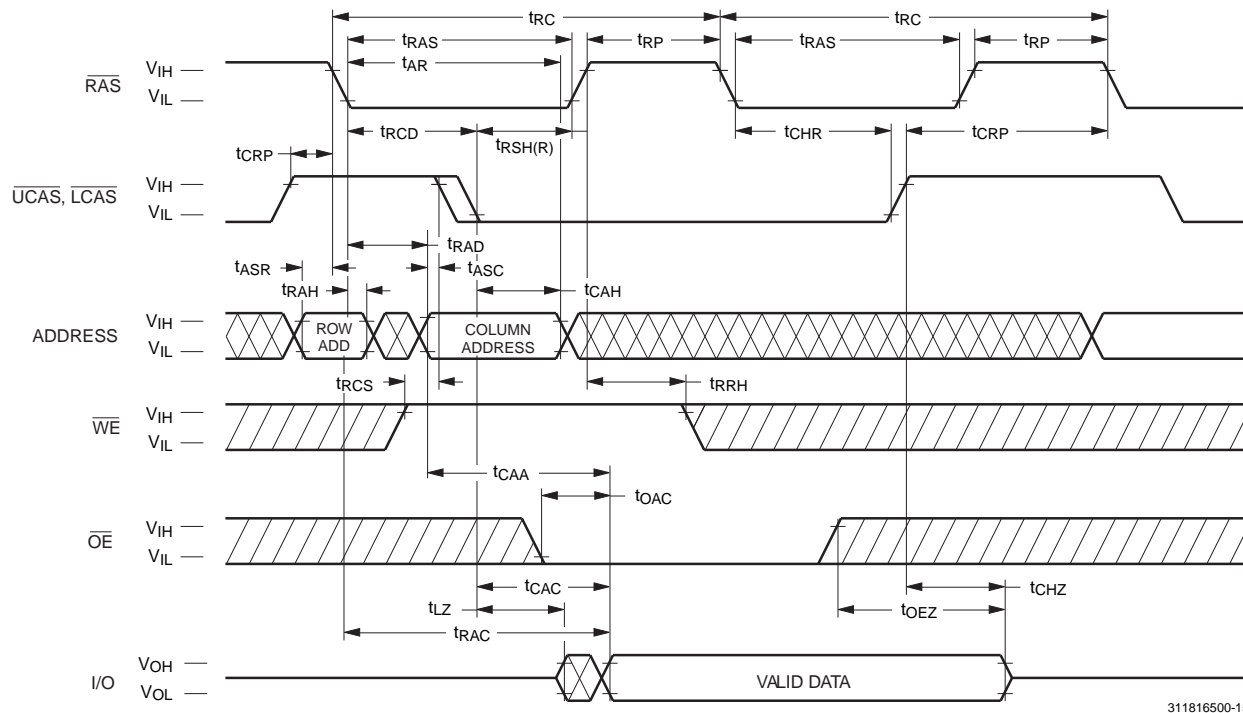 tRC tRC
tRAS tRP tRAS tRP
tAR
RAS VIH
VIL
tRCD tRSH(R) tCHR tCRP
tCRP
UCAS, LCAS VIH
VIL
tRAD
tASR tASC
tRAH tCAH
ADDRESS VIH
VIL
ROW
ADD
COLUMN
ADDRESS
tRCS tRRH
WE VIH
VIL
tCAA
tOAC
OE VIH
VIL
tCAC tCHZ
tLZ tOEZ
tRAC
I/O VOH
VOL
VALID DATA